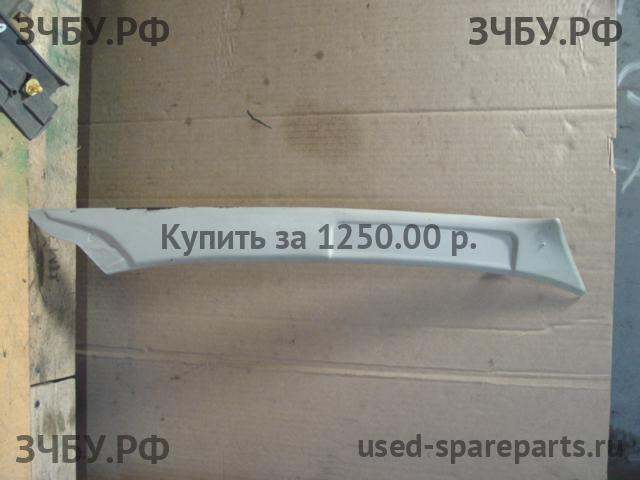 ЗЧБУ.РФ ЗЧБУ.РФ
Купить за 1250.00 р.
ЗЧБУ.РФ used-spareparts.ru